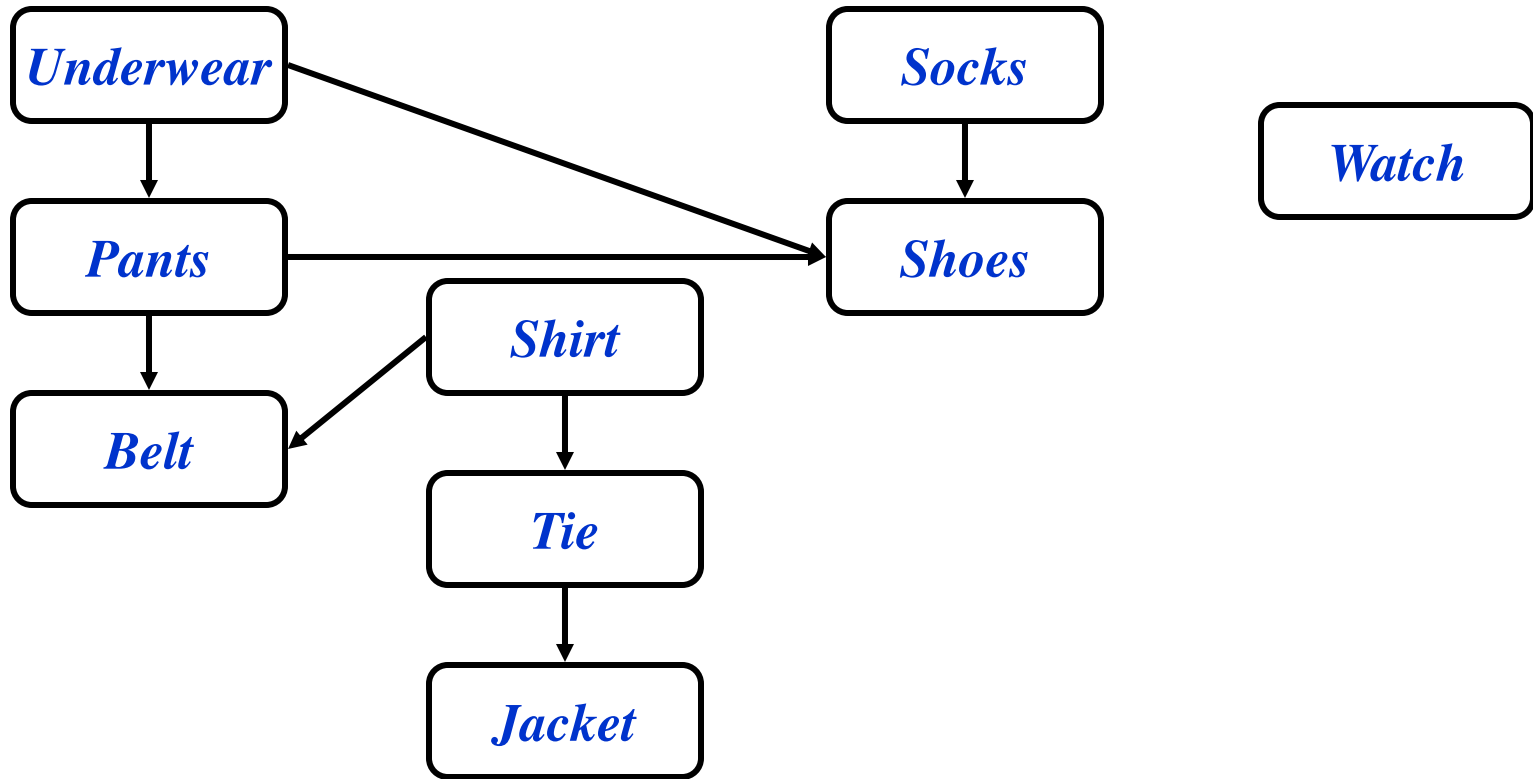 Underwear
Socks
Watch
Pants
Shoes
Shirt
Belt
Tie
Jacket